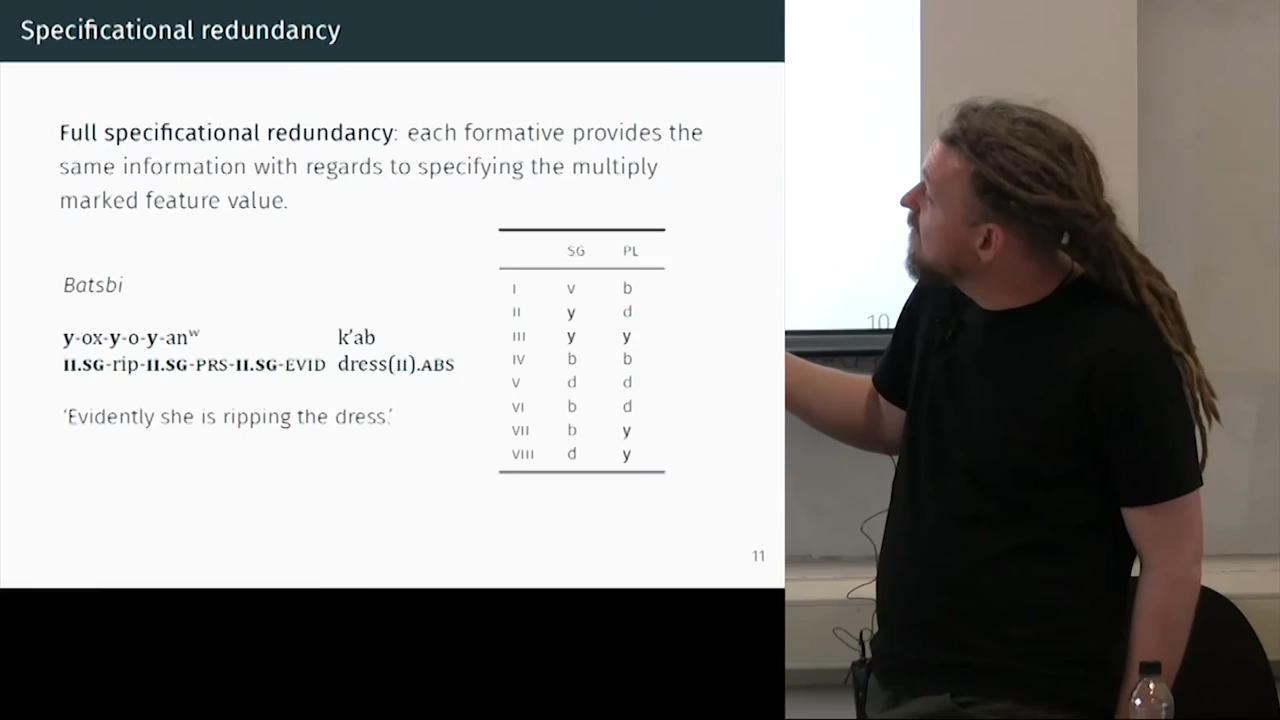 Specificational redundancy
Full specificational redundancy: each formative provides the
same information with regards to specifying the multiply
marked feature value.
Batsbi
y-ox-y-o-y-anʷ k'ab
II.SG-rip-II.SG-PRS-II.SG-EVID dress(II).ABS
‘Evidently she is ripping the dress.’
SG PL
I v b
II y d
III y y
IV b b
V d d
VI b d
VII b y
VIII d y
11
10